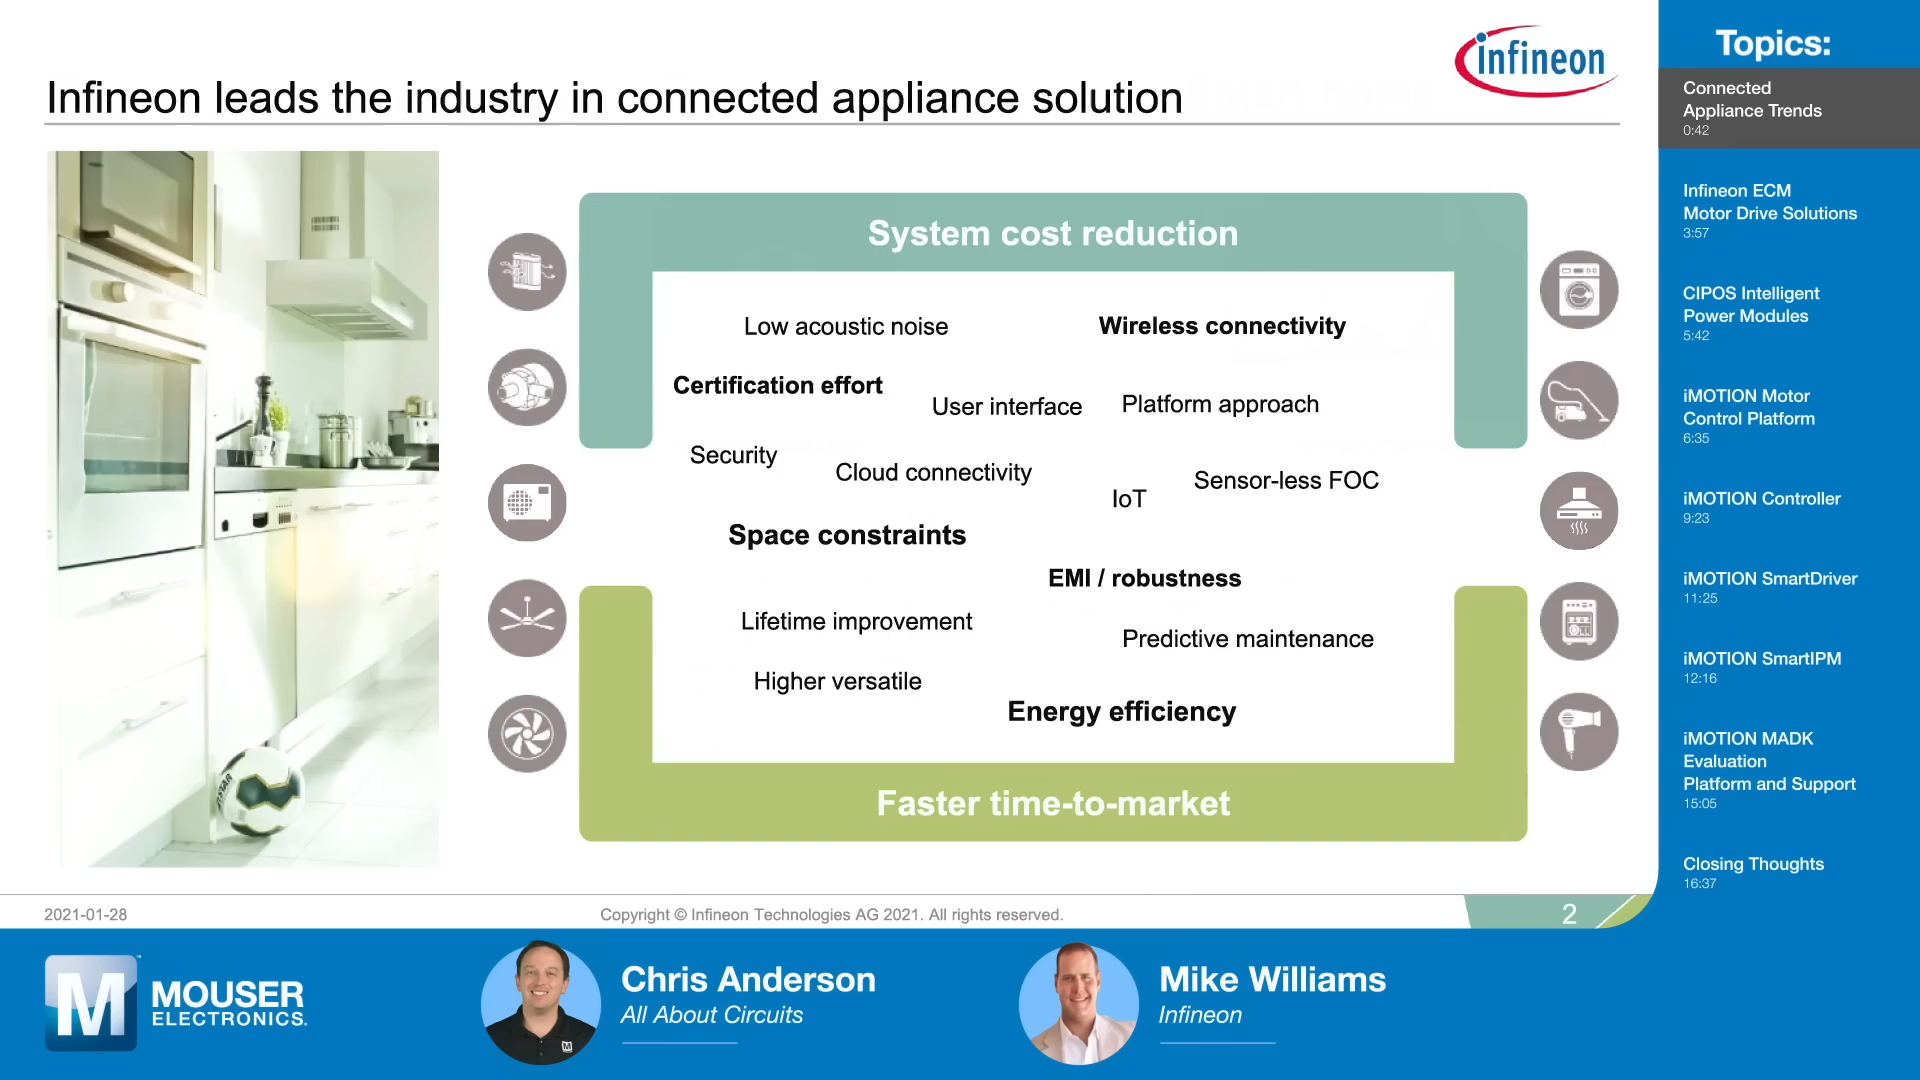 infineon
Infineon leads the industry in connected appliance solution
System cost reduction
Low acoustic noise
Wireless connectivity
Certification effort
User interface
Platform approach
Security
Cloud connectivity
IoT
Sensor-less FOC
Space constraints
EMI / robustness
Lifetime improvement
Predictive maintenance
Higher versatile
Energy efficiency
Faster time-to-market
2021-01-28
Copyright © Infineon Technologies AG 2021. All rights reserved.
2
Topics:
Connected
Appliance Trends
0:42
Infineon ECM
Motor Drive Solutions
3:57
CIPOS Intelligent
Power Modules
5:42
iMOTION Motor
Control Platform
6:35
iMOTION Controller
9:23
iMOTION SmartDriver
11:25
iMOTION SmartIPM
12:16
iMOTION MADK
Evaluation
Platform and Support
15:05
Closing Thoughts
16:37
M
MOUSER
ELECTRONICS.
Chris Anderson
All About Circuits
Mike Williams
Infineon